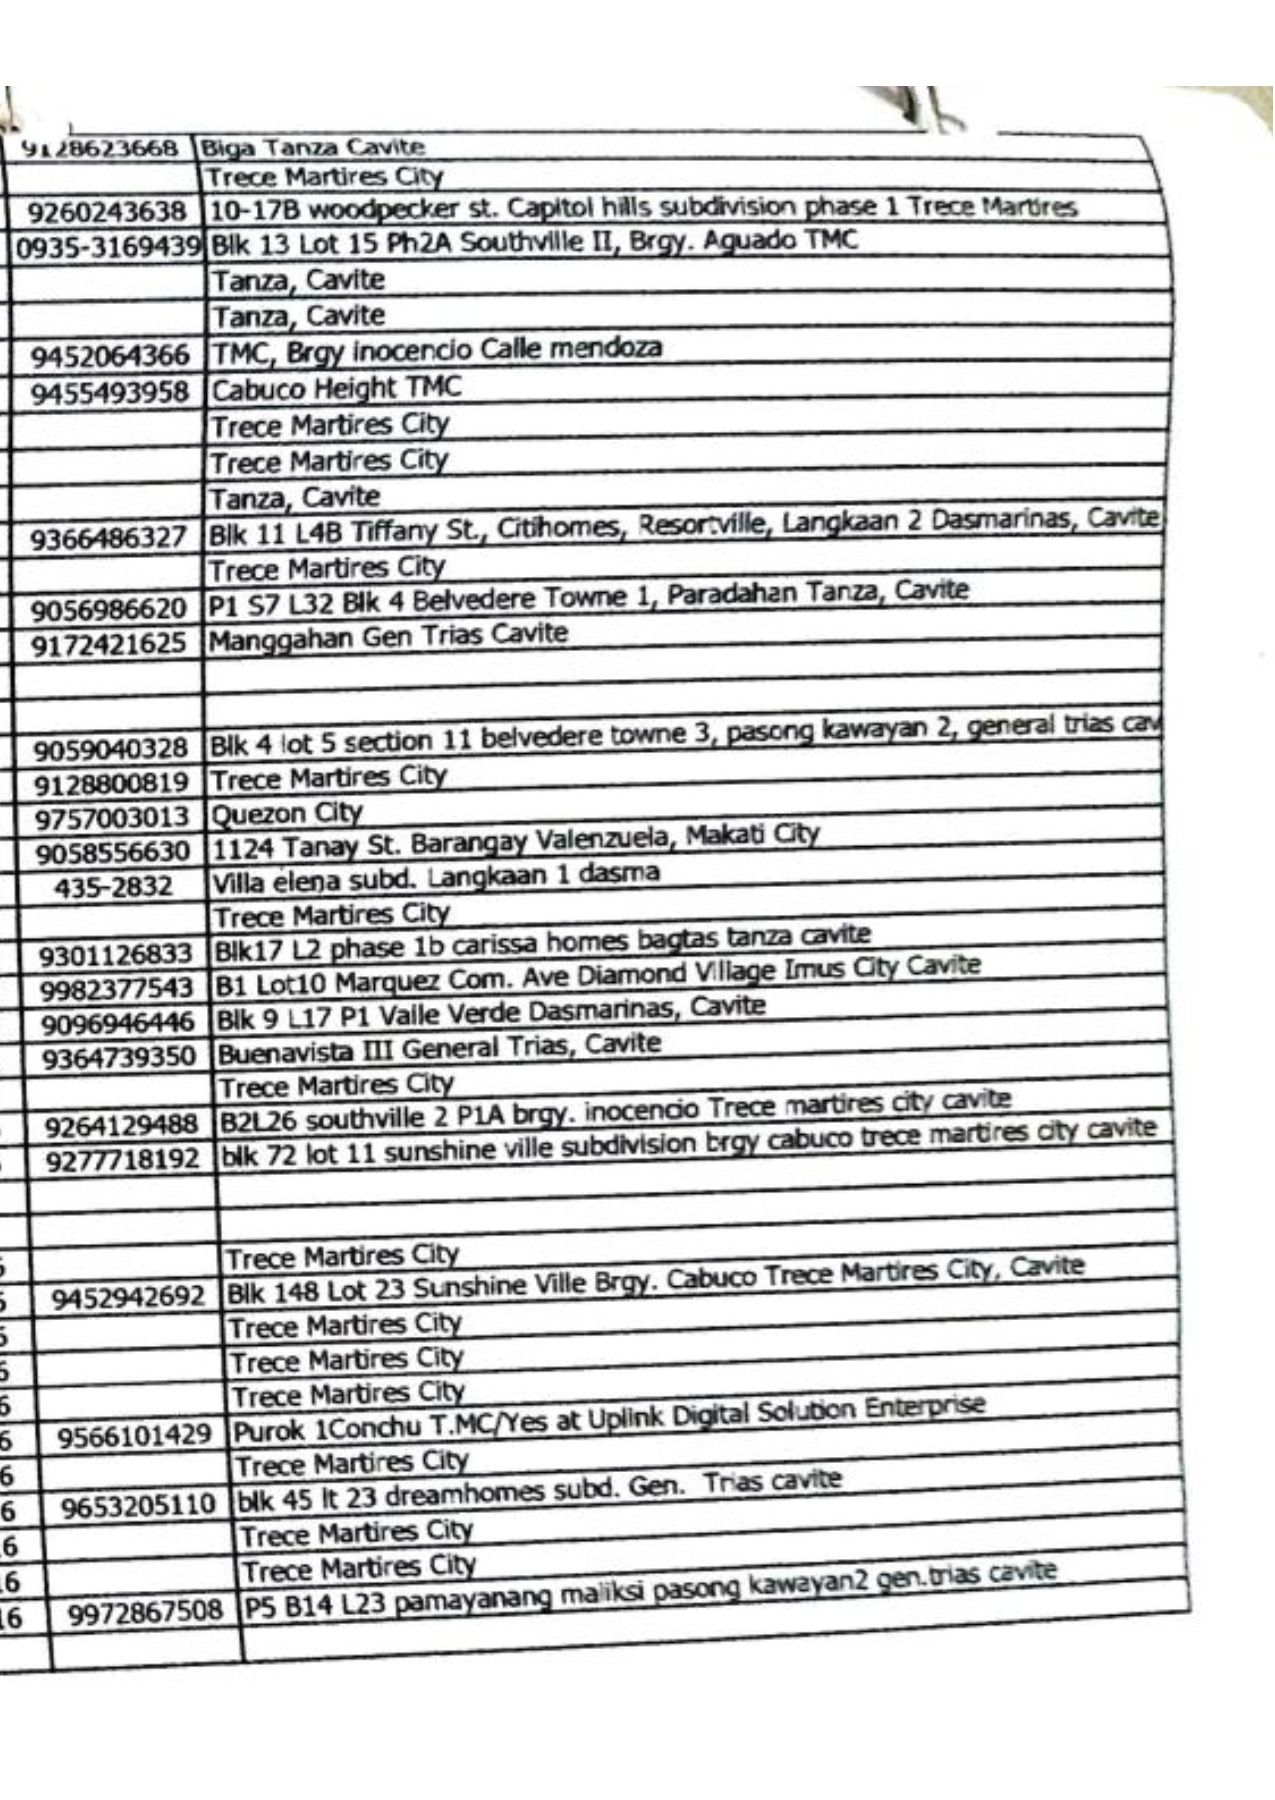 9128623668 Biga Tanza Cavite
Trece Martires City
9260243638 10-17B woodpecker st. Capitol hills subdivision phase 1 Trece Martires
0935-3169439 Blk 13 Lot 15 Ph2A Southville II, Brgy. Aguado TMC
Tanza, Cavite
Tanza, Cavite
9452064366 TMC, Brgy inocencio Calle mendoza
9455493958 Cabuco Height TMC
Trece Martires City
Trece Martires City
Tanza, Cavite
9366486327 Blk 11 L4B Tiffany St., Citihomes, Resortville, Langkaan 2 Dasmarinas, Cavite
Trece Martires City
9056986620 P1 S7 L32 Blk 4 Belvedere Towne 1, Paradahan Tanza, Cavite
9172421625 Manggahan Gen Trias Cavite
9059040328 Blk 4 lot 5 section 11 belvedere towne 3, pasong kawayan 2, general trias cav
9128800819 Trece Martires City
9757003013 Quezon City
9058556630 1124 Tanay St. Barangay Valenzuela, Makati City
435-2832 Villa elena subd. Langkaan 1 dasma
Trece Martires City
9301126833 Blk17 L2 phase 1b carissa homes bagtas tanza cavite
9982377543 B1 Lot10 Marquez Com. Ave Diamond Village Imus City Cavite
9096946446 Blk 9 L17 P1 Valle Verde Dasmarinas, Cavite
9364739350 Buenavista III General Trias, Cavite
Trece Martires City
9264129488 B2L26 southville 2 P1A brgy. inocencio Trece martires city cavite
9277718192 blk 72 lot 11 sunshine ville subdivision brgy cabuco trece martires city cavite
Trece Martires City
6 9452942692 Blk 148 Lot 23 Sunshine Ville Brgy. Cabuco Trece Martires City, Cavite
6 Trece Martires City
6 Trece Martires City
6 Trece Martires City
6 9566101429 Purok 1Conchu T.MC/Yes at Uplink Digital Solution Enterprise
6 Trece Martires City
6 9653205110 blk 45 lt 23 dreamhomes subd. Gen. Trias cavite
6 Trece Martires City
16 Trece Martires City
16 9972867508 P5 B14 L23 pamayanang maliksi pasong kawayan2 gen.trias cavite